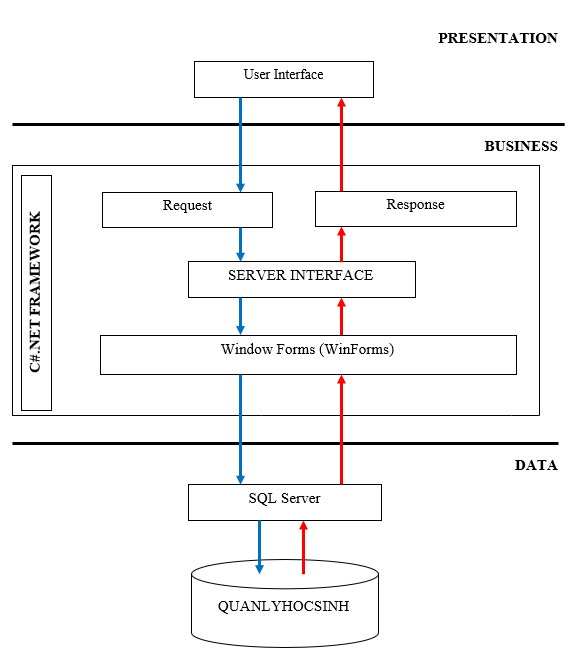 PRESENTATION
User Interface
BUSINESS
C#.NET FRAMEWORK
Request
Response
SERVER INTERFACE
Window Forms (WinForms)
DATA
SQL Server
QUANLYHOCSINH